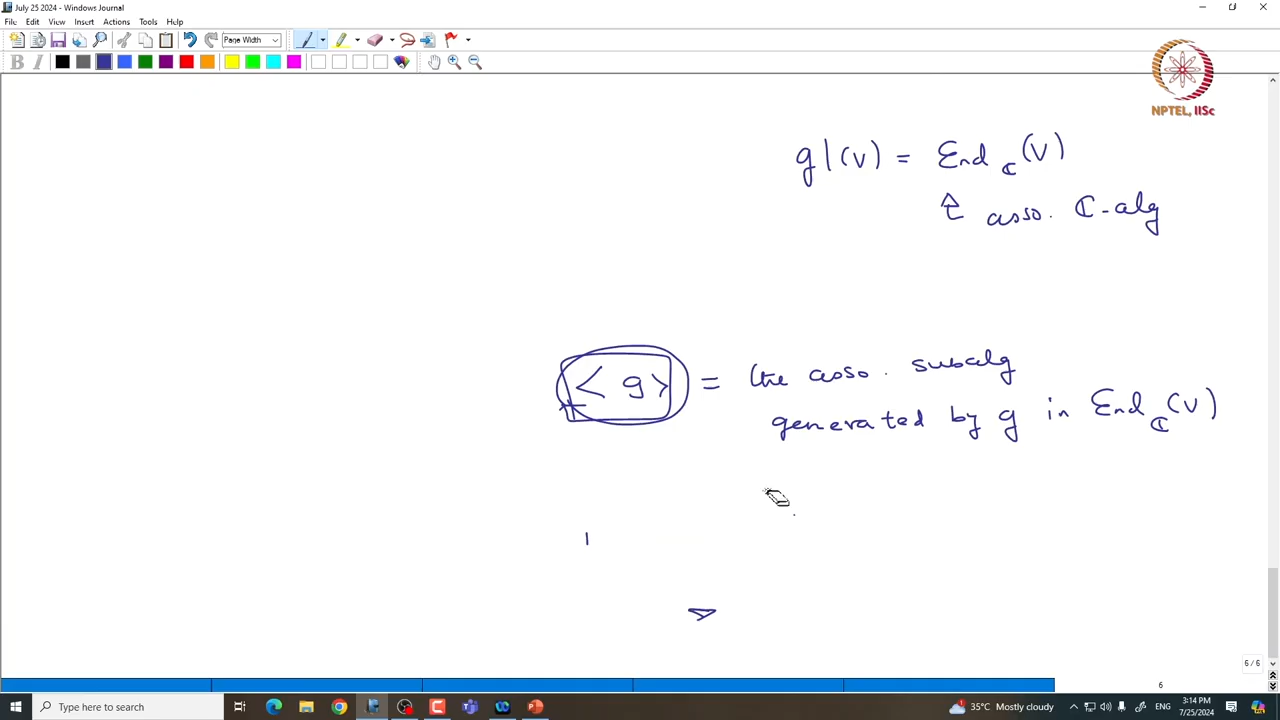 July 25 2024 - Windows Journal
File Edit View Insert Actions Tools Help
Page Width
B I
NPTEL, IISc
gl(V) = End_ℂ(V)
↑ asso. ℂ-alg
<g> = the asso. subalg
generated by g in End_ℂ(V)
6/6
6
Type here to search
35°C Mostly cloudy
3:14 PM
7/25/2024